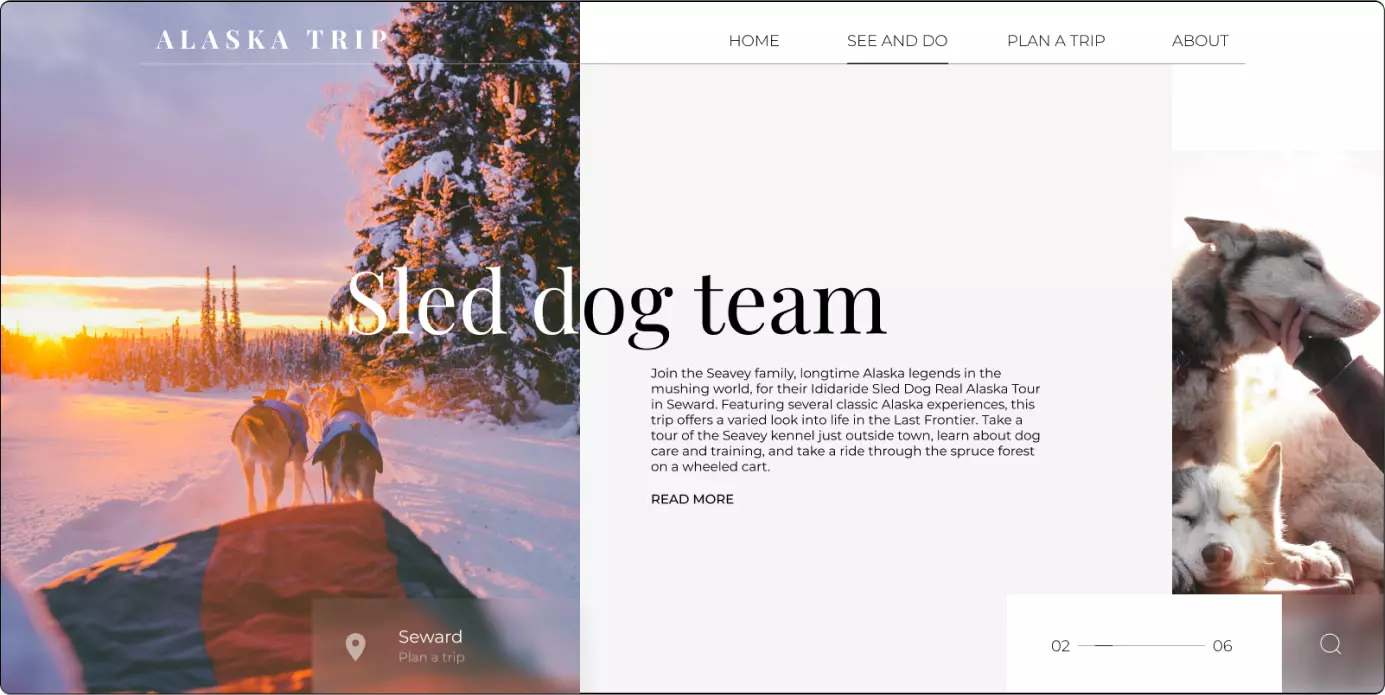 ALASKA TRIP
HOME
SEE AND DO
PLAN A TRIP
ABOUT
Sled dog team
Join the Seavey family, longtime Alaska legends in the
mushing world, for their Ididaride Sled Dog Real Alaska Tour
in Seward. Featuring several classic Alaska experiences, this
trip offers a varied look into life in the Last Frontier. Take a
tour of the Seavey kennel just outside town, learn about dog
care and training, and take a ride through the spruce forest
on a wheeled cart.
READ MORE
Seward
Plan a trip
02
06